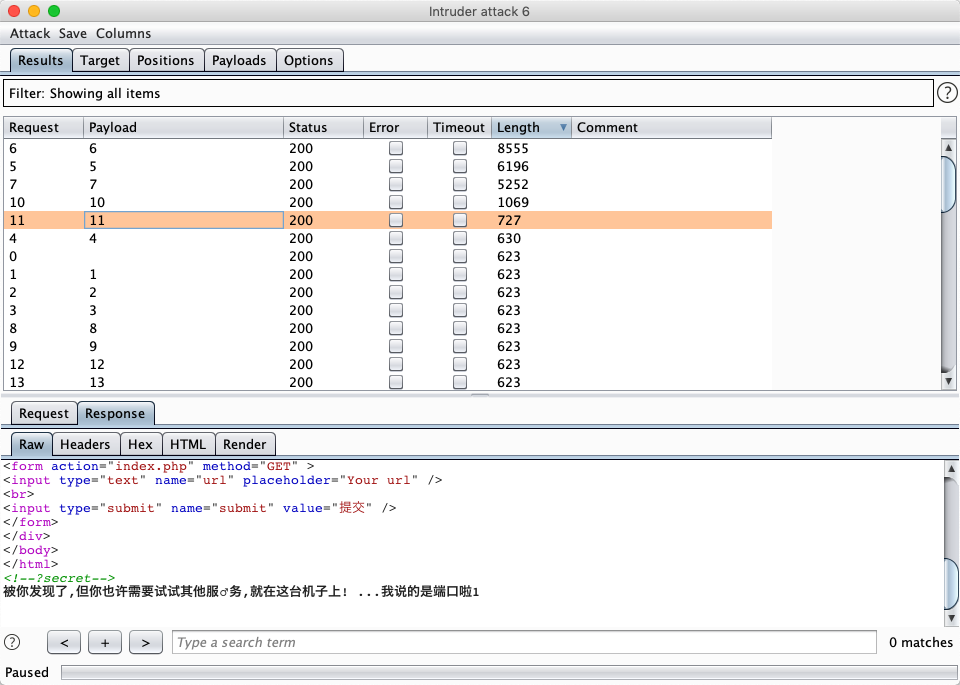 Intruder attack 6
Attack Save Columns
Results Target Positions Payloads Options
Filter: Showing all items ?
Request Payload Status Error Timeout Length Comment
6 6 200 8555
5 5 200 6196
7 7 200 5252
10 10 200 1069
11 11 200 727
4 4 200 630
0 200 623
1 1 200 623
2 2 200 623
3 3 200 623
8 8 200 623
9 9 200 623
12 12 200 623
13 13 200 623
Request Response
Raw Headers Hex HTML Render
<form action="index.php" method="GET" >
<input type="text" name="url" placeholder="Your url" />
<br>
<input type="submit" name="submit" value="提交" />
</form>
</div>
</body>
</html>
<!--?secret-->
被你发现了,但你也许需要试试其他服♂务,就在这台机子上! ...我说的是端口啦1
? < + > Type a search term 0 matches
Paused